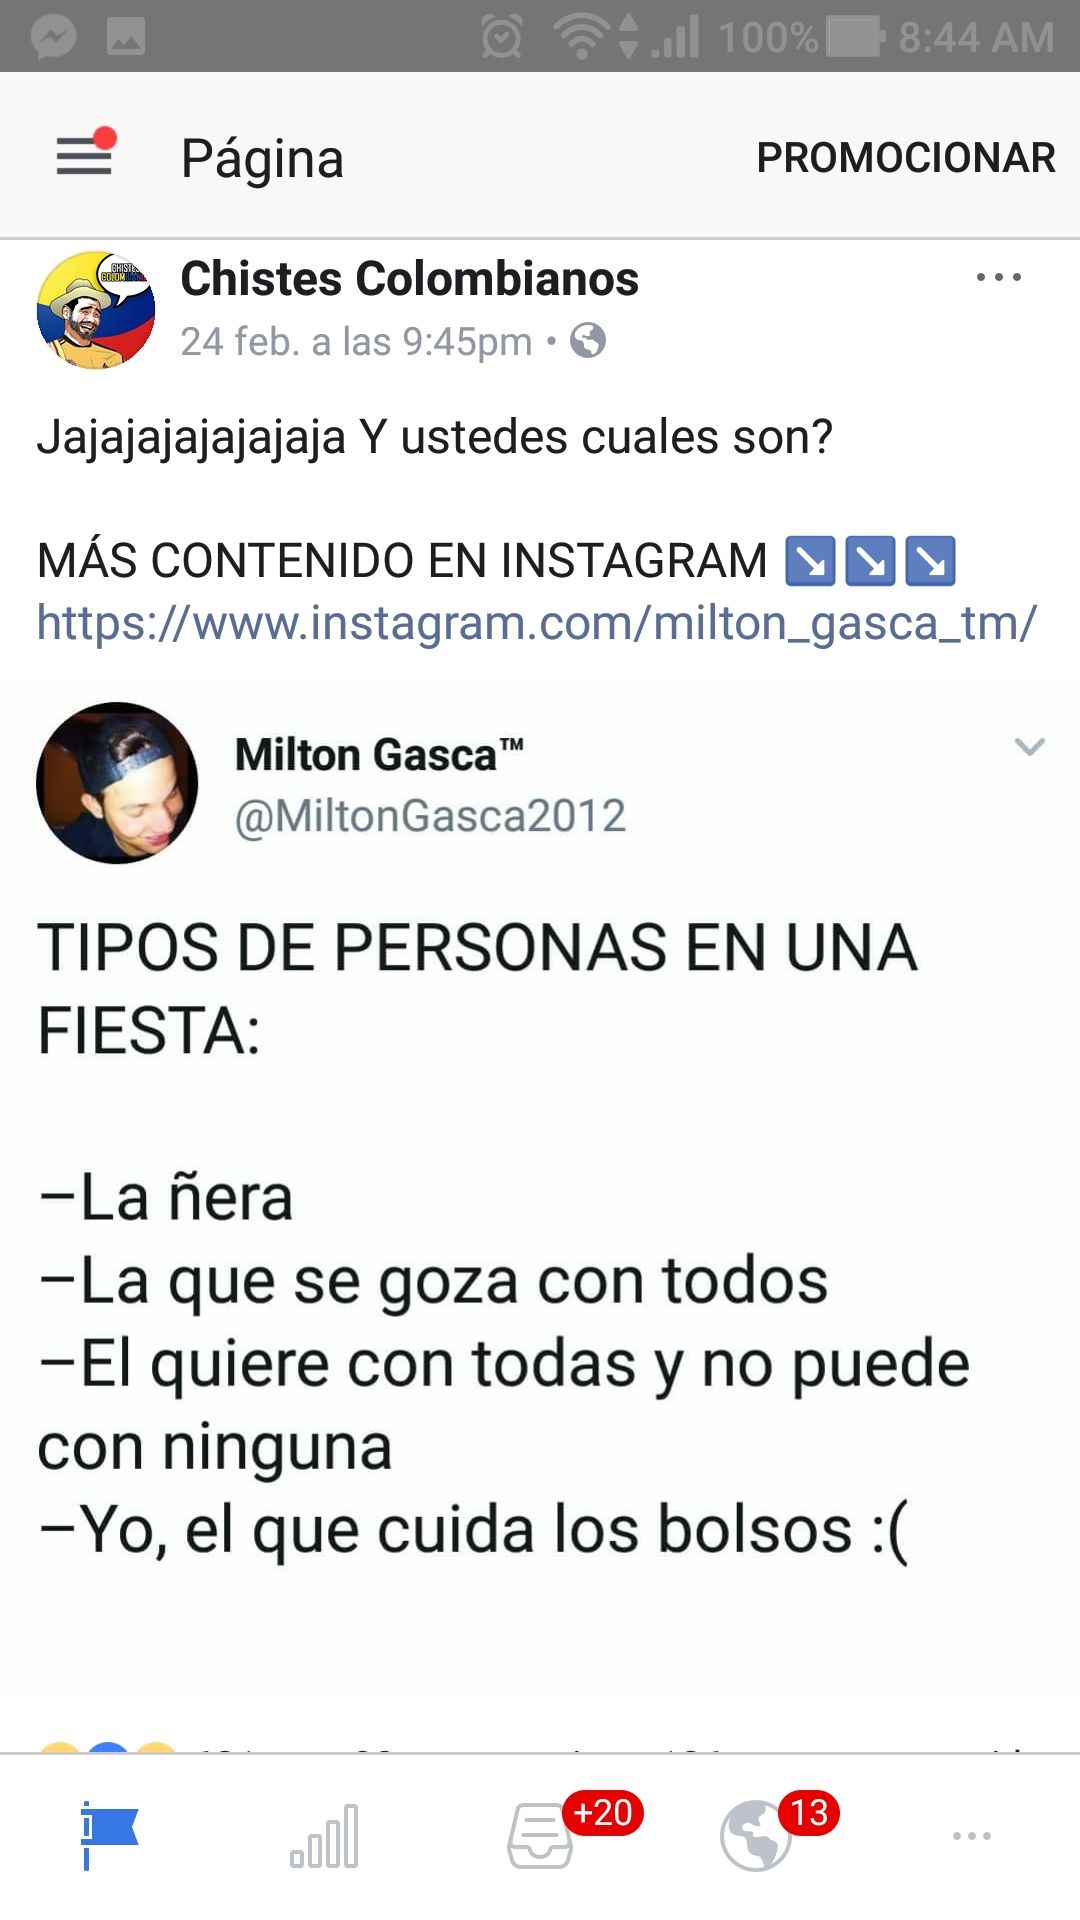 100% 8:44 AM
Página PROMOCIONAR
CHISTES
Chistes Colombianos
24 feb. a las 9:45pm
Jajajajajajajaja Y ustedes cuales son?
MÁS CONTENIDO EN INSTAGRAM ↘️↘️↘️
https://www.instagram.com/milton_gasca_tm/
Milton Gasca™
@MiltonGasca2012
TIPOS DE PERSONAS EN UNA
FIESTA:
–La ñera
–La que se goza con todos
–El quiere con todas y no puede
con ninguna
–Yo, el que cuida los bolsos :(
+20 13